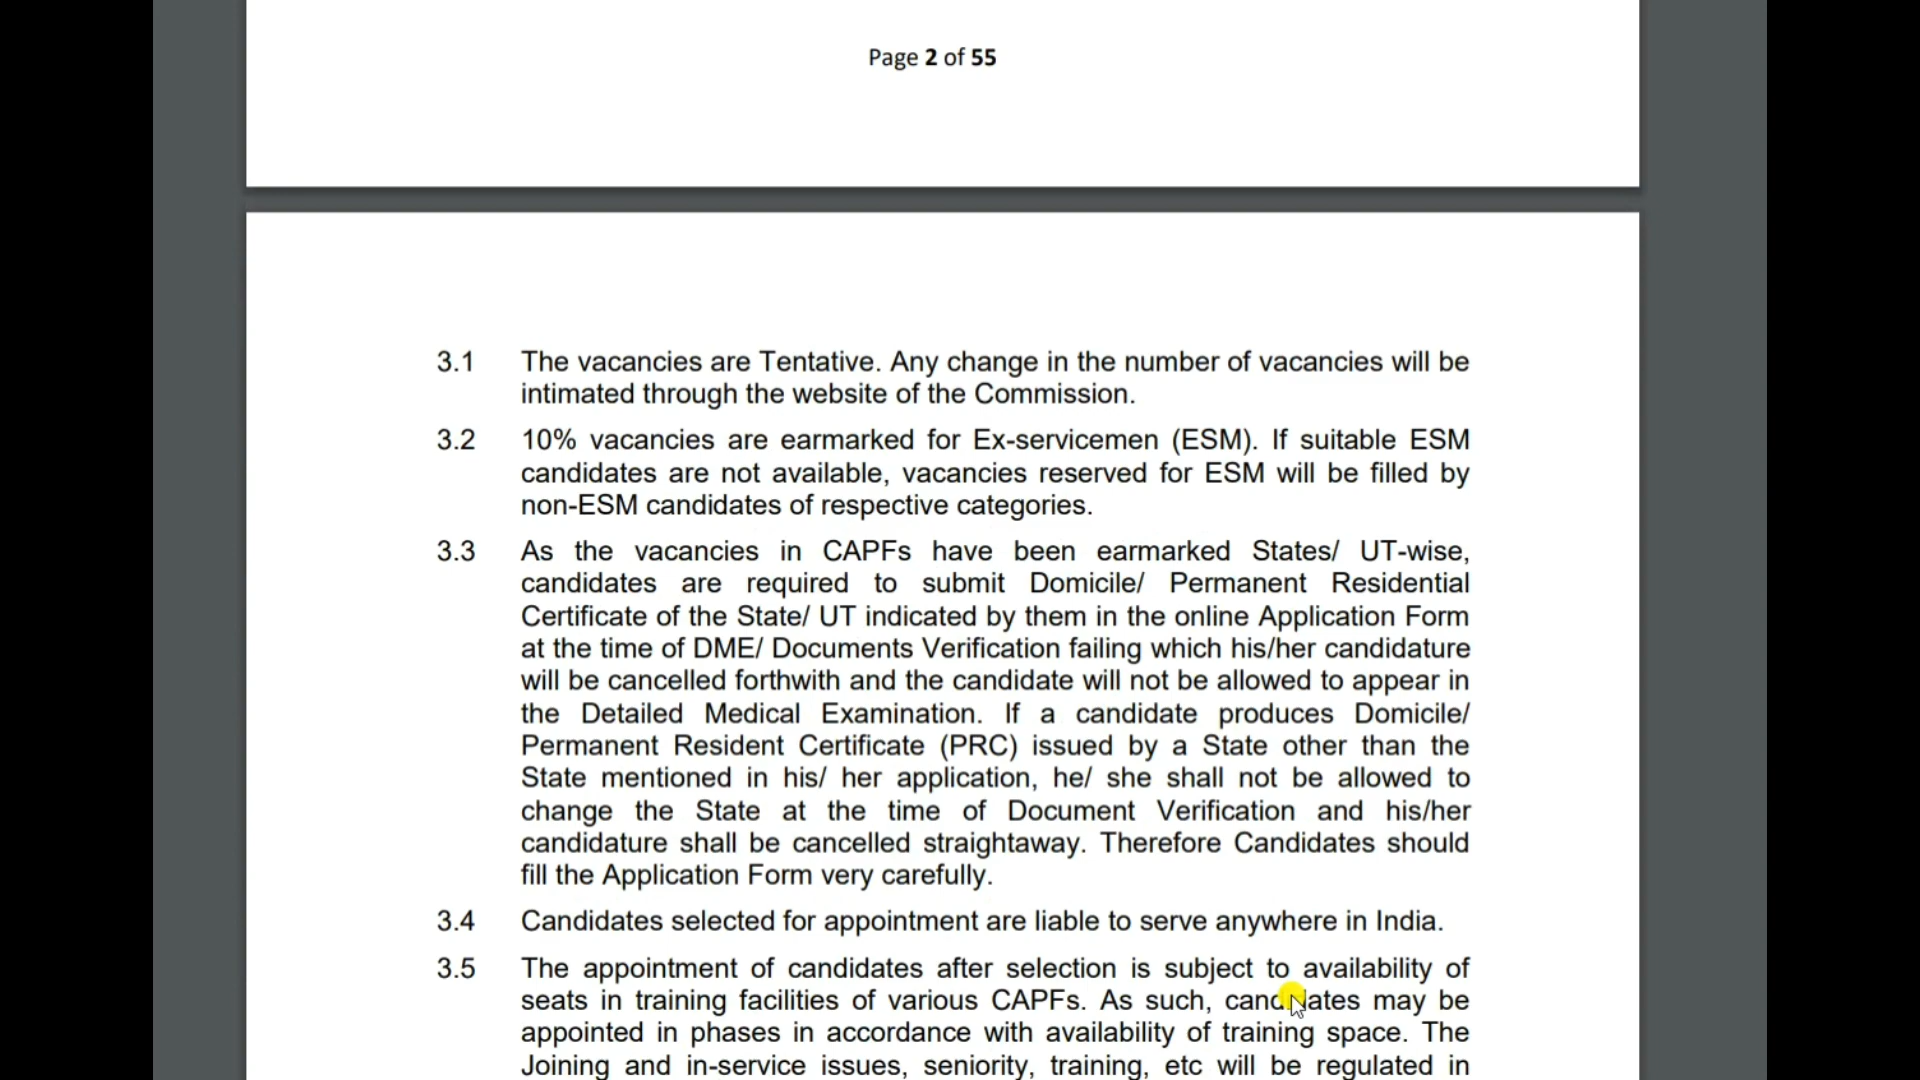 Page 2 of 55
3.1 The vacancies are Tentative. Any change in the number of vacancies will be
intimated through the website of the Commission.
3.2 10% vacancies are earmarked for Ex-servicemen (ESM). If suitable ESM
candidates are not available, vacancies reserved for ESM will be filled by
non-ESM candidates of respective categories.
3.3 As the vacancies in CAPFs have been earmarked States/ UT-wise,
candidates are required to submit Domicile/ Permanent Residential
Certificate of the State/ UT indicated by them in the online Application Form
at the time of DME/ Documents Verification failing which his/her candidature
will be cancelled forthwith and the candidate will not be allowed to appear in
the Detailed Medical Examination. If a candidate produces Domicile/
Permanent Resident Certificate (PRC) issued by a State other than the
State mentioned in his/ her application, he/ she shall not be allowed to
change the State at the time of Document Verification and his/her
candidature shall be cancelled straightaway. Therefore Candidates should
fill the Application Form very carefully.
3.4 Candidates selected for appointment are liable to serve anywhere in India.
3.5 The appointment of candidates after selection is subject to availability of
seats in training facilities of various CAPFs. As such, candidates may be
appointed in phases in accordance with availability of training space. The
Joining and in-service issues, seniority, training, etc will be regulated in